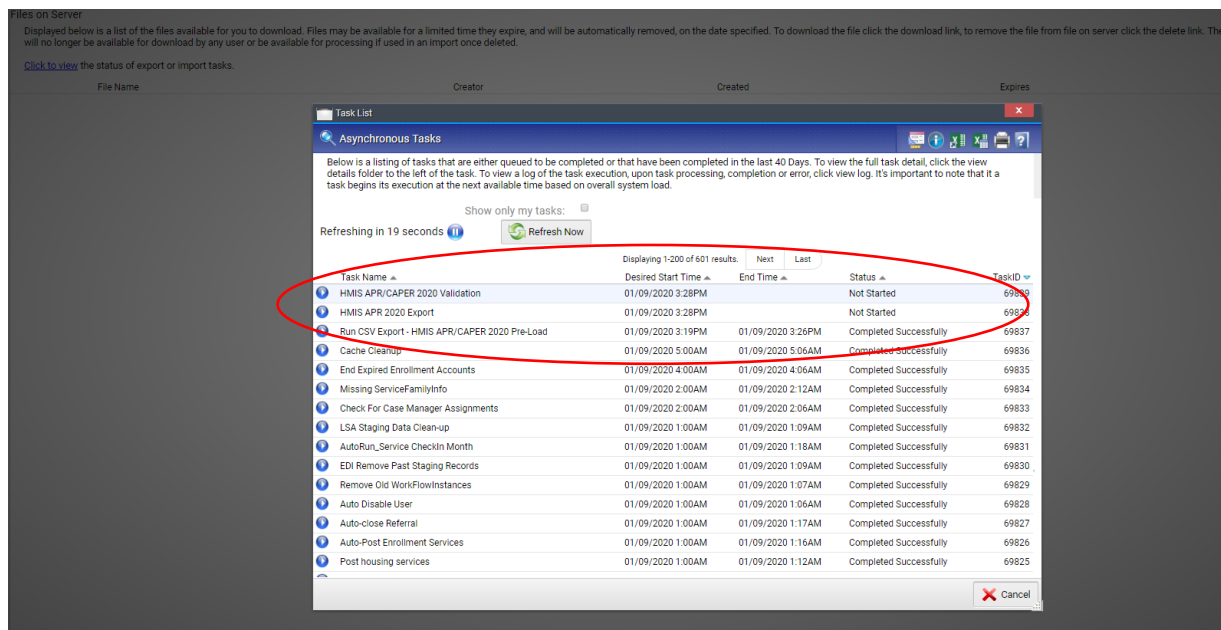 Files on Server
Displayed below is a list of the files available for you to download. Files may be available for a limited time they expire, and will be automatically removed, on the date specified. To download the file click the download link, to remove the file from file on server click the delete link. The
will no longer be available for download by any user or be available for processing if used in an import once deleted.
Click to view the status of export or import tasks.
File Name Creator Created Expires
Task List
Asynchronous Tasks
Below is a listing of tasks that are either queued to be completed or that have been completed in the last 40 Days. To view the full task detail, click the view
details folder to the left of the task. To view a log of the task execution, upon task processing, completion or error, click view log. It's important to note that it a
task begins its execution at the next available time based on overall system load.
Show only my tasks:
Refreshing in 19 seconds Refresh Now
Displaying 1-200 of 601 results. Next Last
Task Name Desired Start Time End Time Status TaskID
HMIS APR/CAPER 2020 Validation 01/09/2020 3:28PM Not Started 69839
HMIS APR 2020 Export 01/09/2020 3:28PM Not Started 69838
Run CSV Export - HMIS APR/CAPER 2020 Pre-Load 01/09/2020 3:19PM 01/09/2020 3:26PM Completed Successfully 69837
Cache Cleanup 01/09/2020 5:00AM 01/09/2020 5:06AM Completed Successfully 69836
End Expired Enrollment Accounts 01/09/2020 4:00AM 01/09/2020 4:06AM Completed Successfully 69835
Missing ServiceFamilyInfo 01/09/2020 2:00AM 01/09/2020 2:12AM Completed Successfully 69834
Check For Case Manager Assignments 01/09/2020 2:00AM 01/09/2020 2:06AM Completed Successfully 69833
LSA Staging Data Clean-up 01/09/2020 1:00AM 01/09/2020 1:09AM Completed Successfully 69832
AutoRun_Service CheckIn Month 01/09/2020 1:00AM 01/09/2020 1:18AM Completed Successfully 69831
EDI Remove Past Staging Records 01/09/2020 1:00AM 01/09/2020 1:09AM Completed Successfully 69830
Remove Old WorkFlowInstances 01/09/2020 1:00AM 01/09/2020 1:07AM Completed Successfully 69829
Auto Disable User 01/09/2020 1:00AM 01/09/2020 1:06AM Completed Successfully 69828
Auto-close Referral 01/09/2020 1:00AM 01/09/2020 1:17AM Completed Successfully 69827
Auto-Post Enrollment Services 01/09/2020 1:00AM 01/09/2020 1:16AM Completed Successfully 69826
Post housing services 01/09/2020 1:00AM 01/09/2020 1:12AM Completed Successfully 69825
Cancel